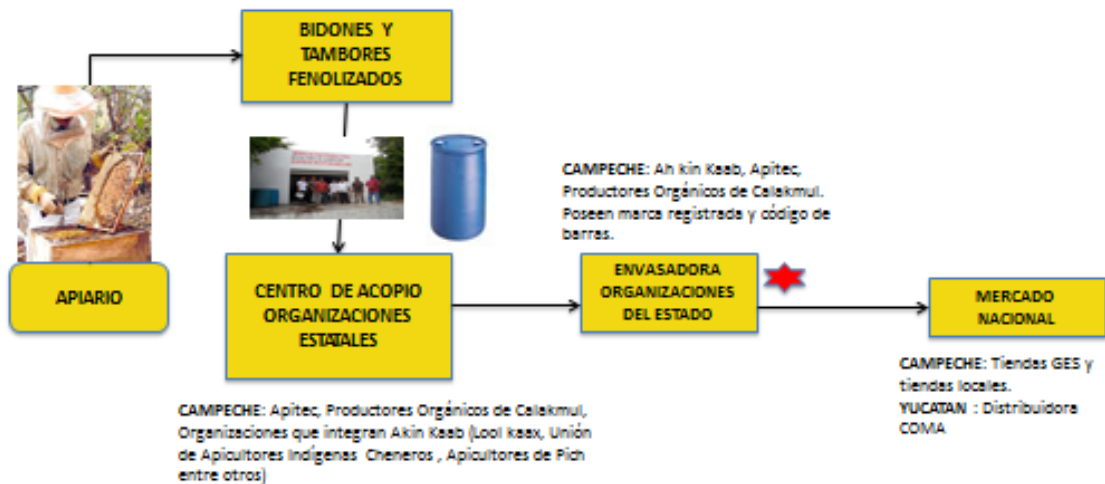 BIDONES Y
TAMBORES
FENOLIZADOS
APIARIO
CENTRO DE ACOPIO
ORGANIZACIONES
ESTATALES
CAMPECHE: Apitec, Productores Orgánicos de Calakmul,
Organizaciones que integran Akin Kaab (Lool kaax, Unión
de Apicultores Indígenas Cheneros , Apicultores de Pich
entre otros)
CAMPECHE: Ah kin Kaab, Apitec,
Productores Orgánicos de Calakmul.
Poseen marca registrada y código de
barras.
ENVASADORA
ORGANIZACIONES
DEL ESTADO
MERCADO
NACIONAL
CAMPECHE: Tiendas GES y
tiendas locales.
YUCATAN : Distribuidora
COMA